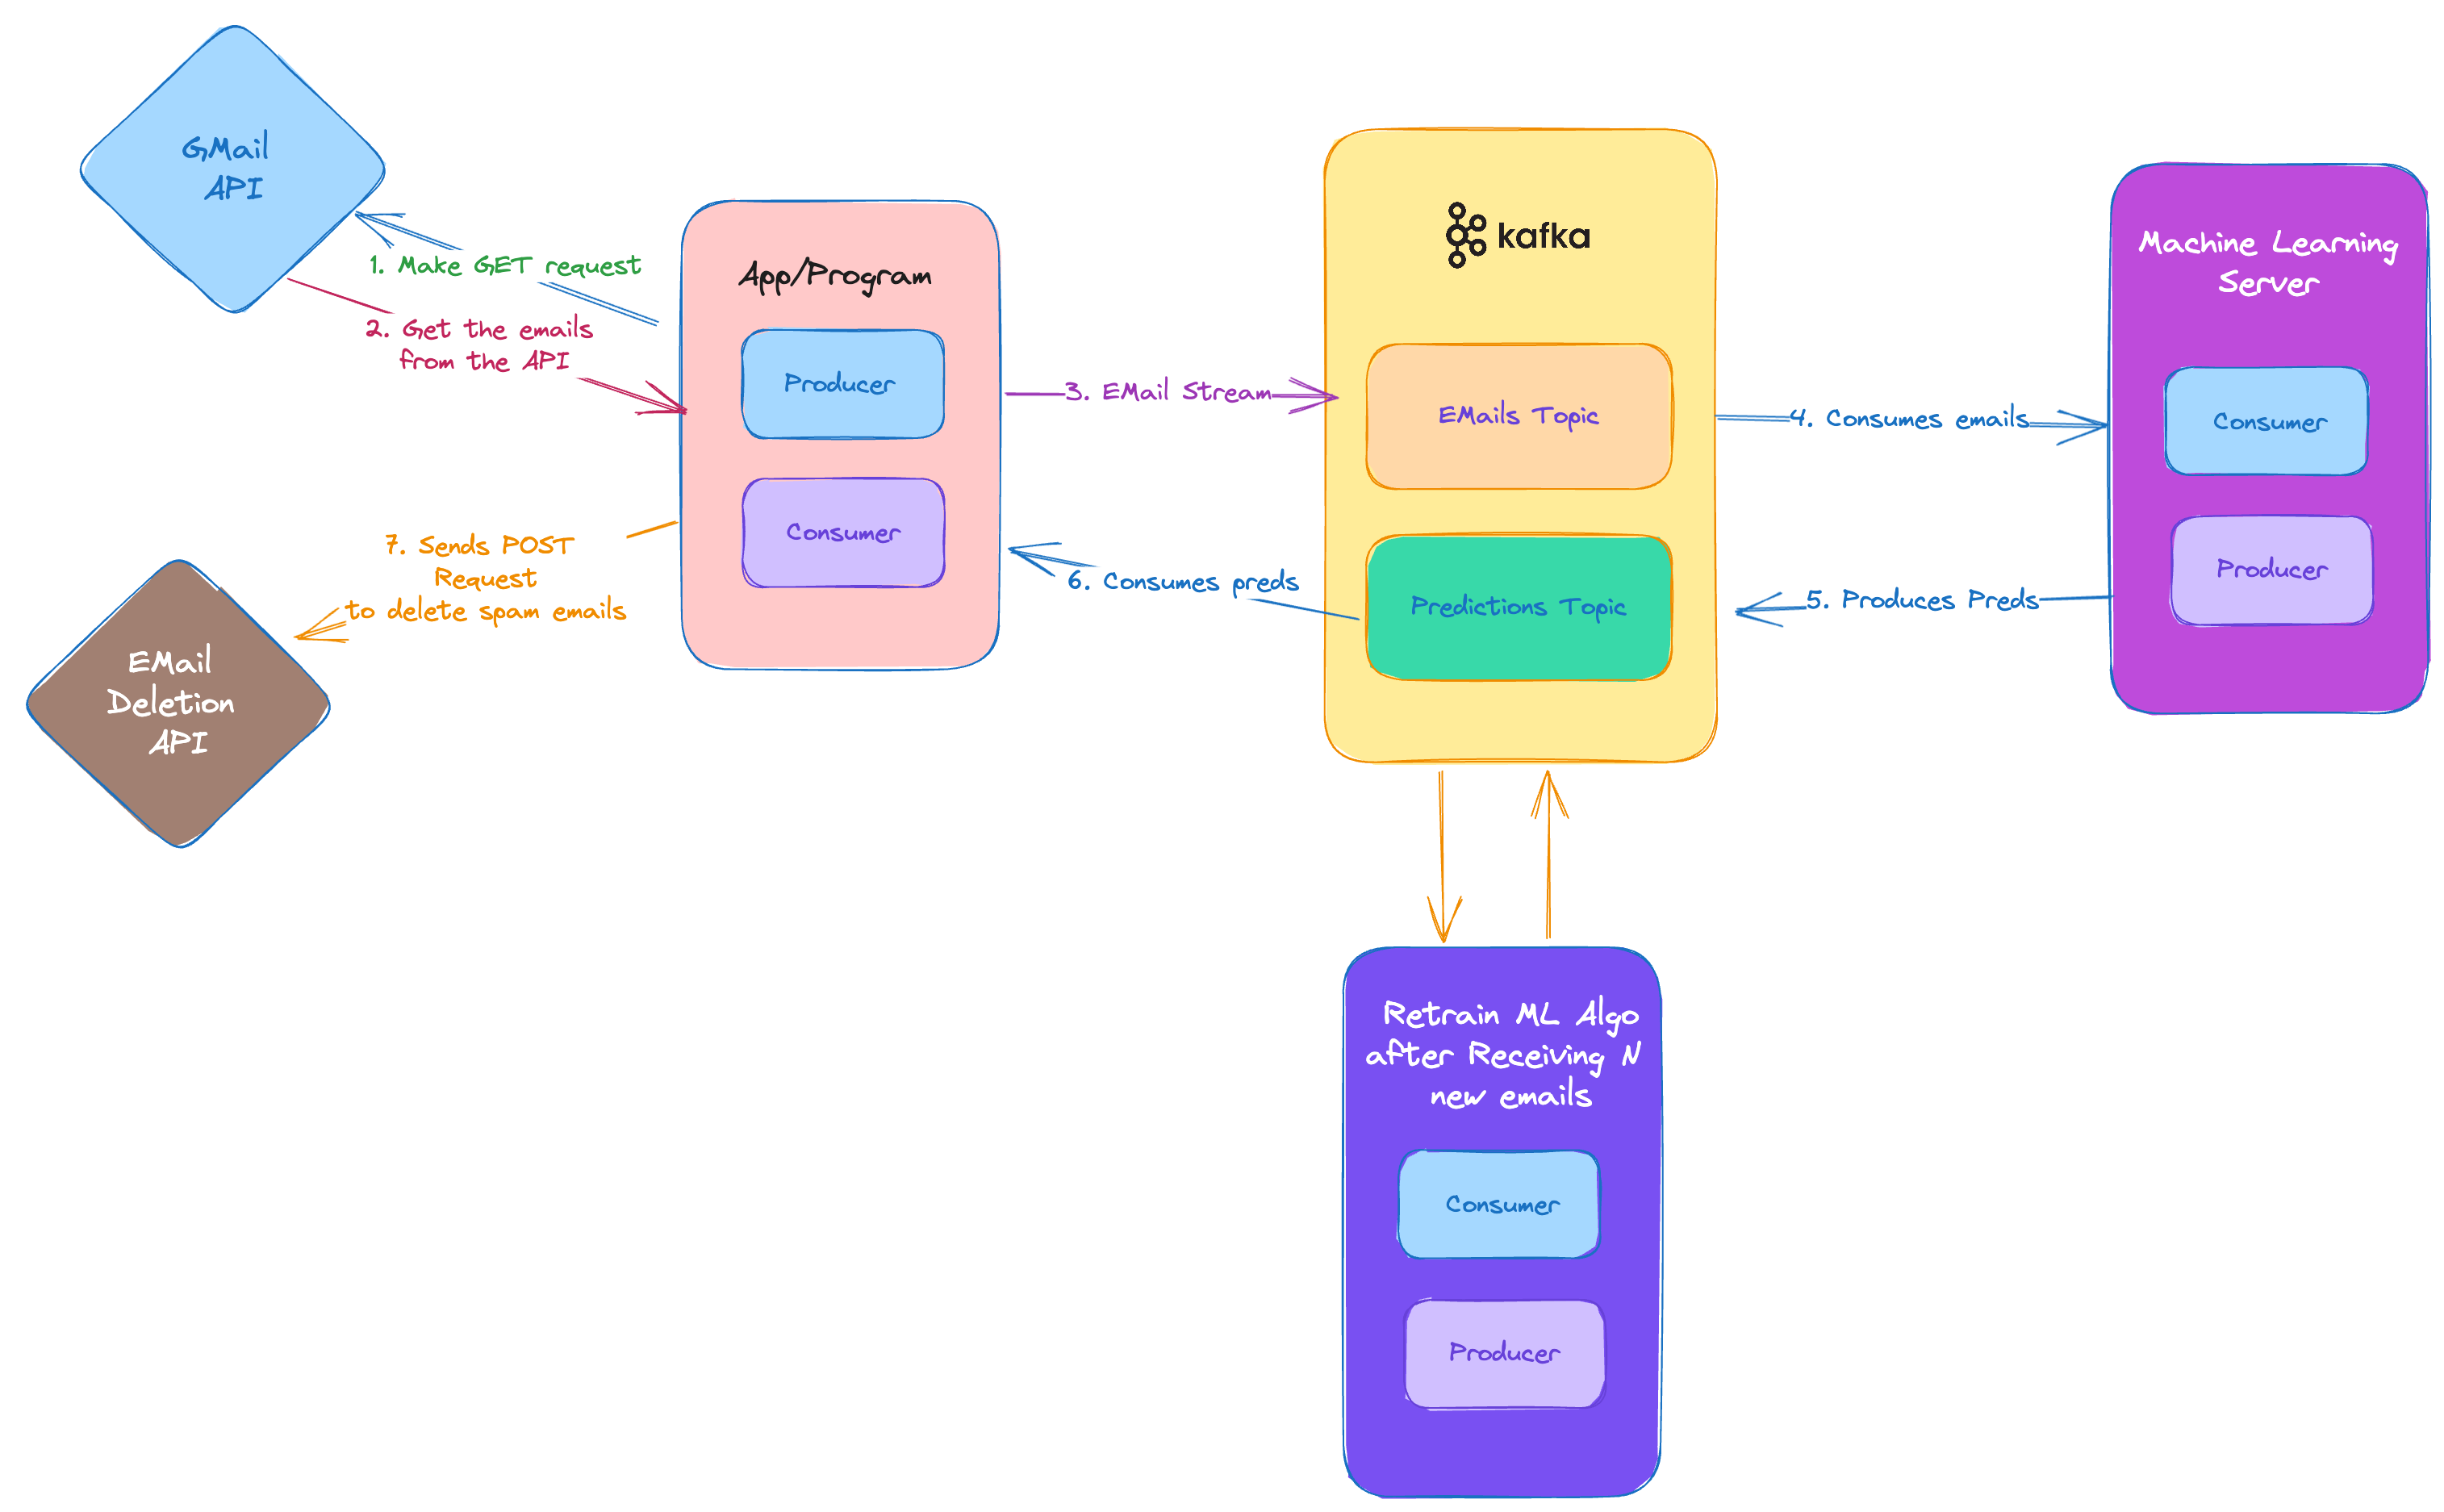 GMail
API
1. Make GET request
2. Get the emails
from the API
App/Program
Producer
Consumer
3. EMail Stream
kafka
EMails Topic
Predictions Topic
4. Consumes emails
Machine Learning
Server
Consumer
Producer
5. Produces Preds
6. Consumes preds
7. Sends POST
Request
to delete spam emails
EMail
Deletion
API
Retrain ML Algo
after Receiving N
new emails
Consumer
Producer